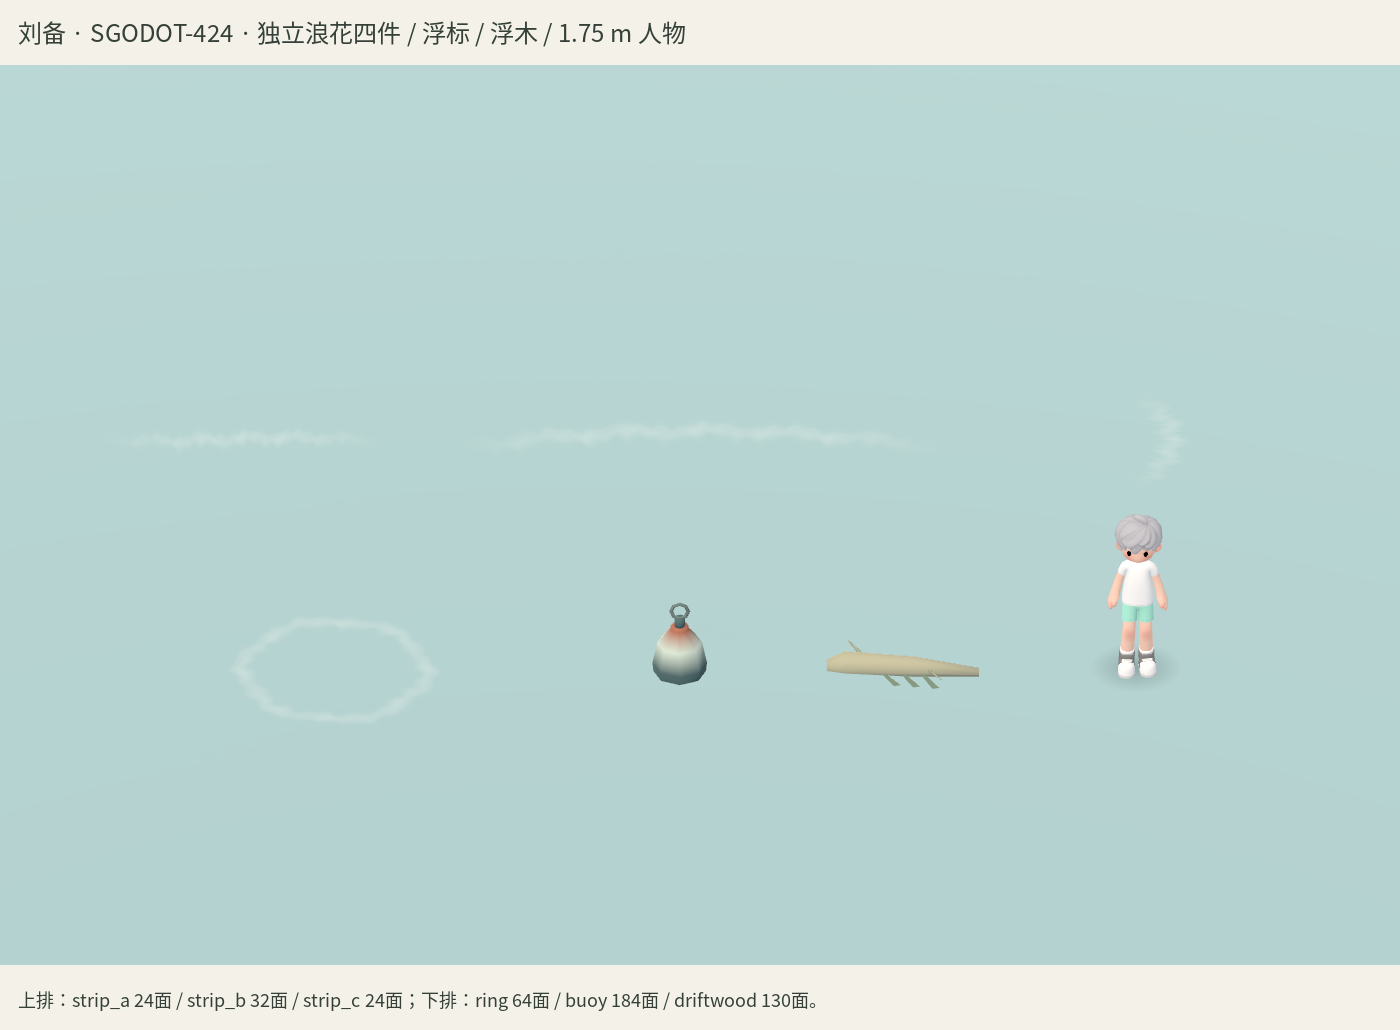 刘备 · SGODOT-424 · 独立浪花四件 / 浮标 / 浮木 / 1.75 m 人物
上排：strip_a 24面 / strip_b 32面 / strip_c 24面；下排：ring 64面 / buoy 184面 / driftwood 130面。